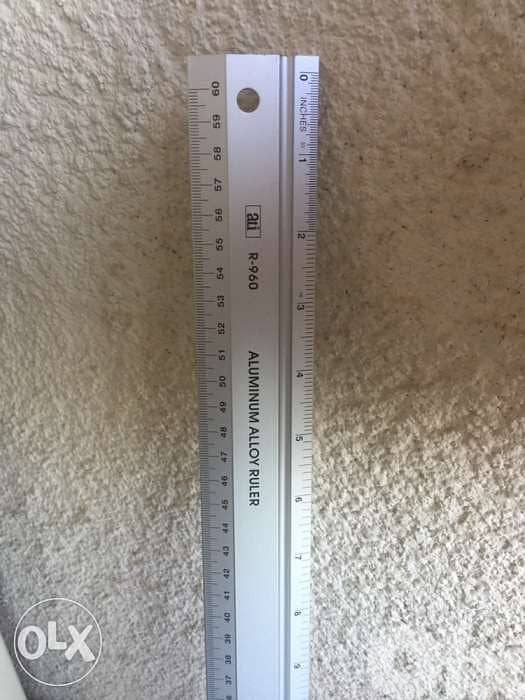 60 59 58 57 56 55 54 53 52 51 50 49 48 47 46 45 44 43 42 41 40 39 38 37
ati R-960 ALUMINUM ALLOY RULER
0 INCHES 1 2 3 4 5 6 7 8 9
OLX